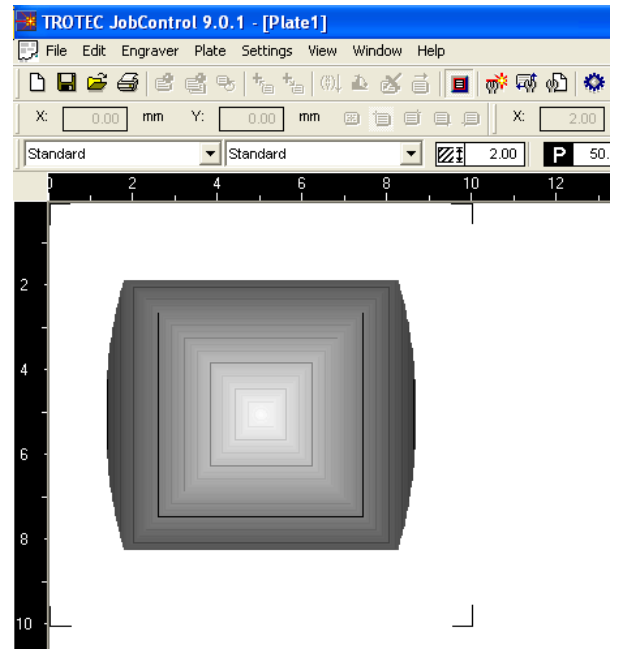 TROTEC JobControl 9.0.1 - [Plate1]
File Edit Engraver Plate Settings View Window Help
X: 0.00 mm Y: 0.00 mm X: 2.00
Standard Standard 2.00 P 50.
0 2 4 6 8 10 12
2
4
6
8
10